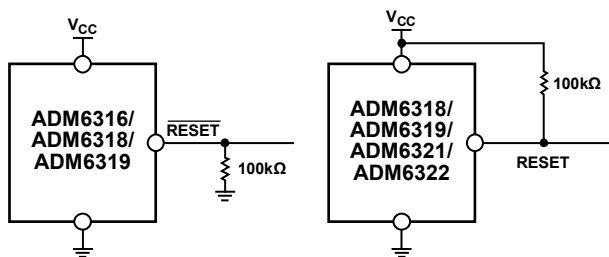 VCC
ADM6316/
ADM6318/
ADM6319
RESET
100kΩ
VCC
ADM6318/
ADM6319/
ADM6321/
ADM6322
100kΩ
RESET